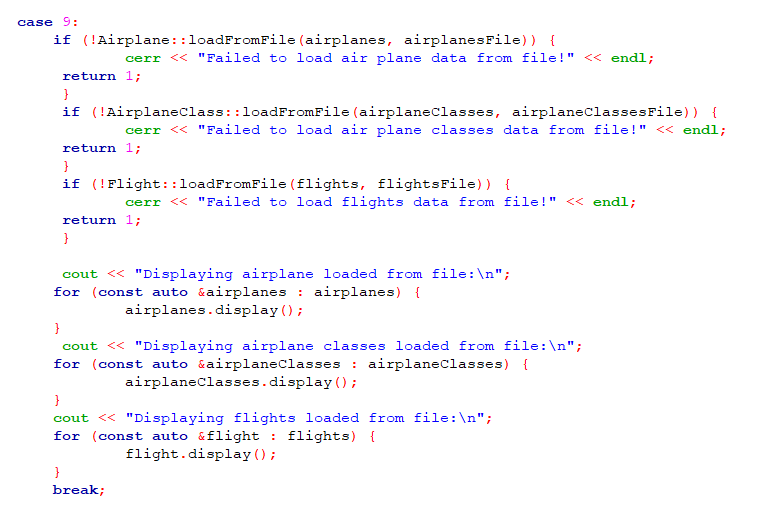 case 9:
    if (!Airplane::loadFromFile(airplanes, airplanesFile)) {
            cerr << "Failed to load air plane data from file!" << endl;
     return 1;
     }
     if (!AirplaneClass::loadFromFile(airplaneClasses, airplaneClassesFile)) {
            cerr << "Failed to load air plane classes data from file!" << endl;
     return 1;
     }
     if (!Flight::loadFromFile(flights, flightsFile)) {
            cerr << "Failed to load flights data from file!" << endl;
     return 1;
     }

     cout << "Displaying airplane loaded from file:\n";
    for (const auto &airplanes : airplanes) {
            airplanes.display();
    }
     cout << "Displaying airplane classes loaded from file:\n";
    for (const auto &airplaneClasses : airplaneClasses) {
            airplaneClasses.display();
    }
    cout << "Displaying flights loaded from file:\n";
    for (const auto &flight : flights) {
            flight.display();
    }
    break;